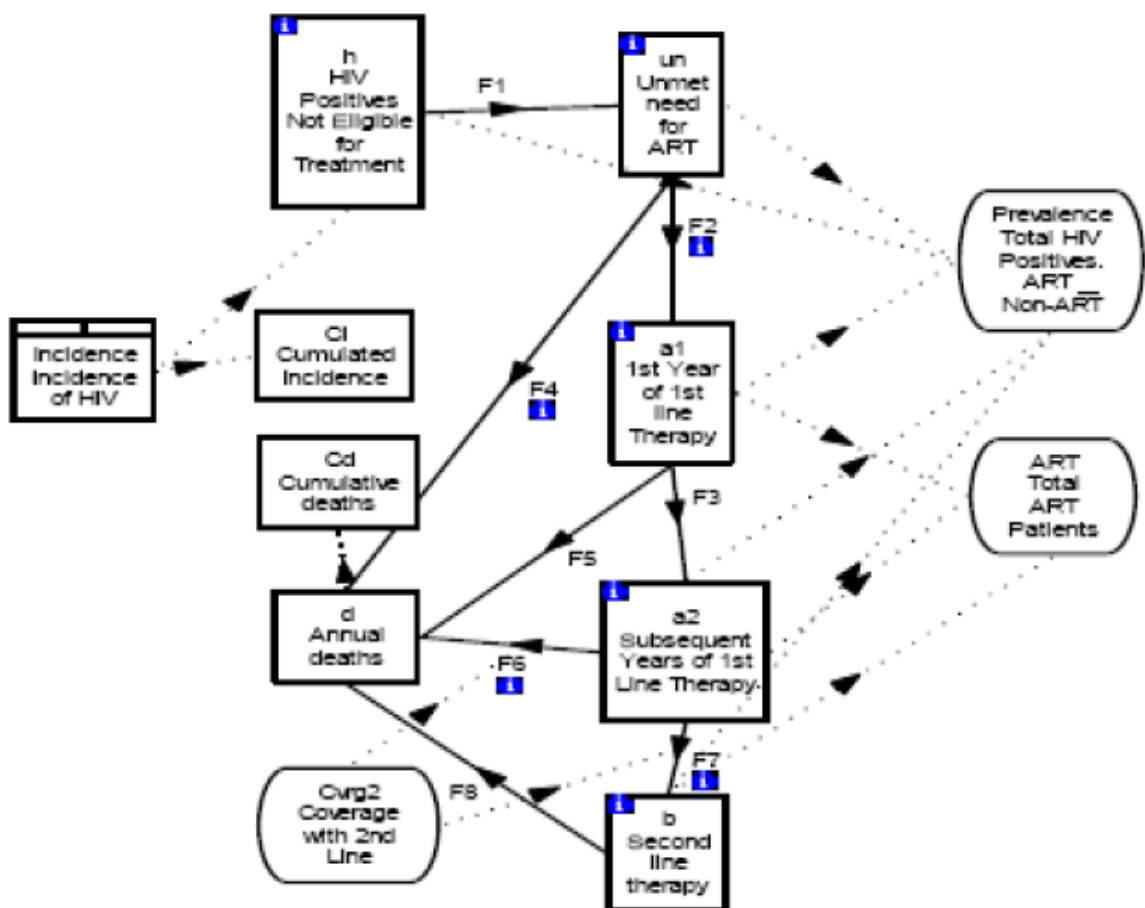 h
HIV
Positives
Not Eligible
for
Treatment
F1
un
Unmet
need
for
ART
F2
Prevalence
Total HIV
Positives.
ART _
Non-ART
Incidence
Incidence
of HIV
CI
Cumulated
Incidence
F4
a1
1st Year
of 1st
line
Therapy
Cd
Cumulative
deaths
F3
ART
Total
ART
Patients
F5
d
Annual
deaths
F6
a2
Subsequent
Years of 1st
Line Therapy
Cvrg2
Coverage
with 2nd
Line
F8
F7
b
Second
line
therapy